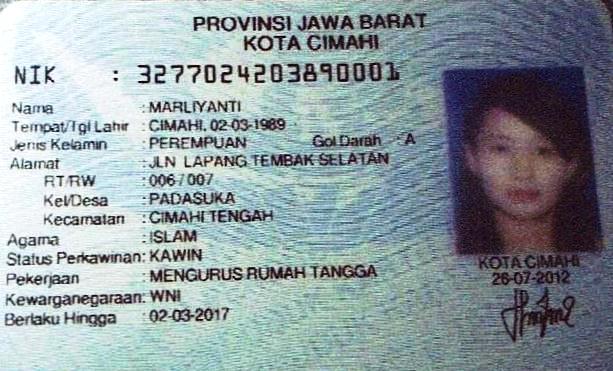 PROVINSI JAWA BARAT
KOTA CIMAHI
NIK : 3277024203890001
Nama : MARLIYANTI
Tempat/Tgl Lahir : CIMAHI, 02-03-1989
Jenis Kelamin : PEREMPUAN Gol Darah : A
Alamat : JLN LAPANG TEMBAK SELATAN
RT/RW : 006/007
Kel/Desa : PADASUKA
Kecamatan : CIMAHI TENGAH
Agama : ISLAM
Status Perkawinan: KAWIN
Pekerjaan : MENGURUS RUMAH TANGGA
Kewarganegaraan: WNI
Berlaku Hingga : 02-03-2017
KOTA CIMAHI
26-07-2012